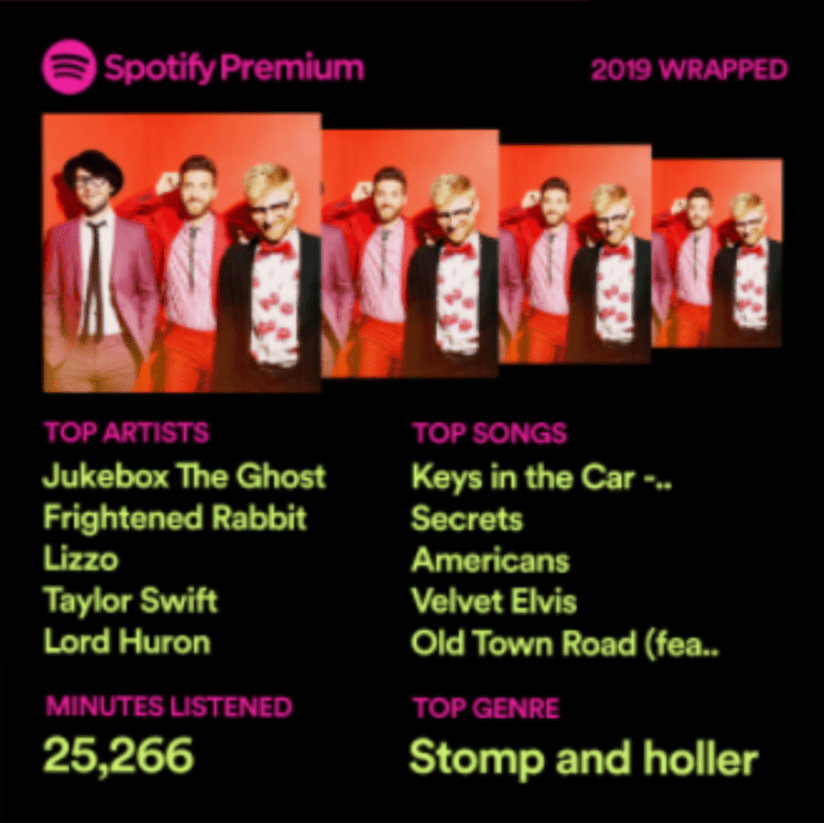 Spotify Premium
2019 WRAPPED
TOP ARTISTS
Jukebox The Ghost
Frightened Rabbit
Lizzo
Taylor Swift
Lord Huron
TOP SONGS
Keys in the Car -..
Secrets
Americans
Velvet Elvis
Old Town Road (fea..
MINUTES LISTENED
25,266
TOP GENRE
Stomp and holler